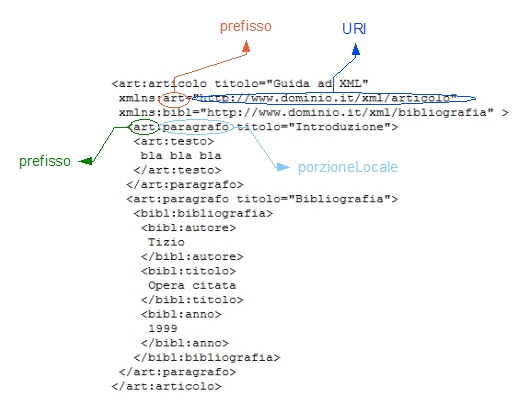 prefisso
URI
<art:articolo titolo="Guida ad XML"
xmlns:art="http://www.dominio.it/xml/articolo"
xmlns:bibl="http://www.dominio.it/xml/bibliografia" >
<art:paragrafo titolo="Introduzione">
prefisso
<art:testo>
porzioneLocale
bla bla bla
</art:testo>
</art:paragrafo>
<art:paragrafo titolo="Bibliografia">
<bibl:bibliografia>
<bibl:autore>
Tizio
</bibl:autore>
<bibl:titolo>
Opera citata
</bibl:titolo>
<bibl:anno>
1999
</bibl:anno>
</bibl:bibliografia>
</art:paragrafo>
</art:articolo>